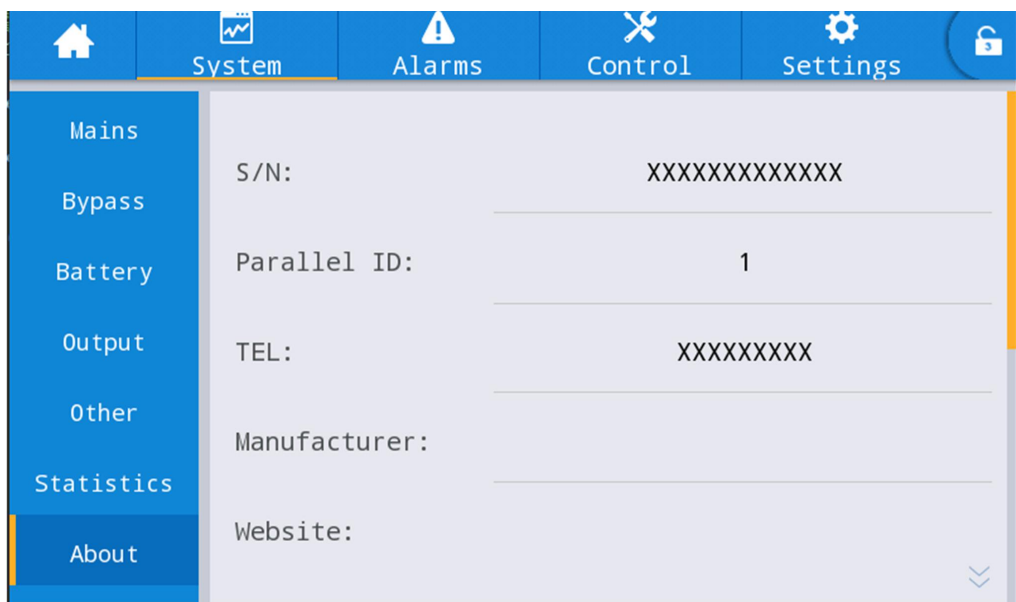 System
Alarms
Control
Settings
3
Mains
Bypass
Battery
Output
Other
Statistics
About
S/N:
XXXXXXXXXXXXX
Parallel ID:
1
TEL:
XXXXXXXXX
Manufacturer:
Website: